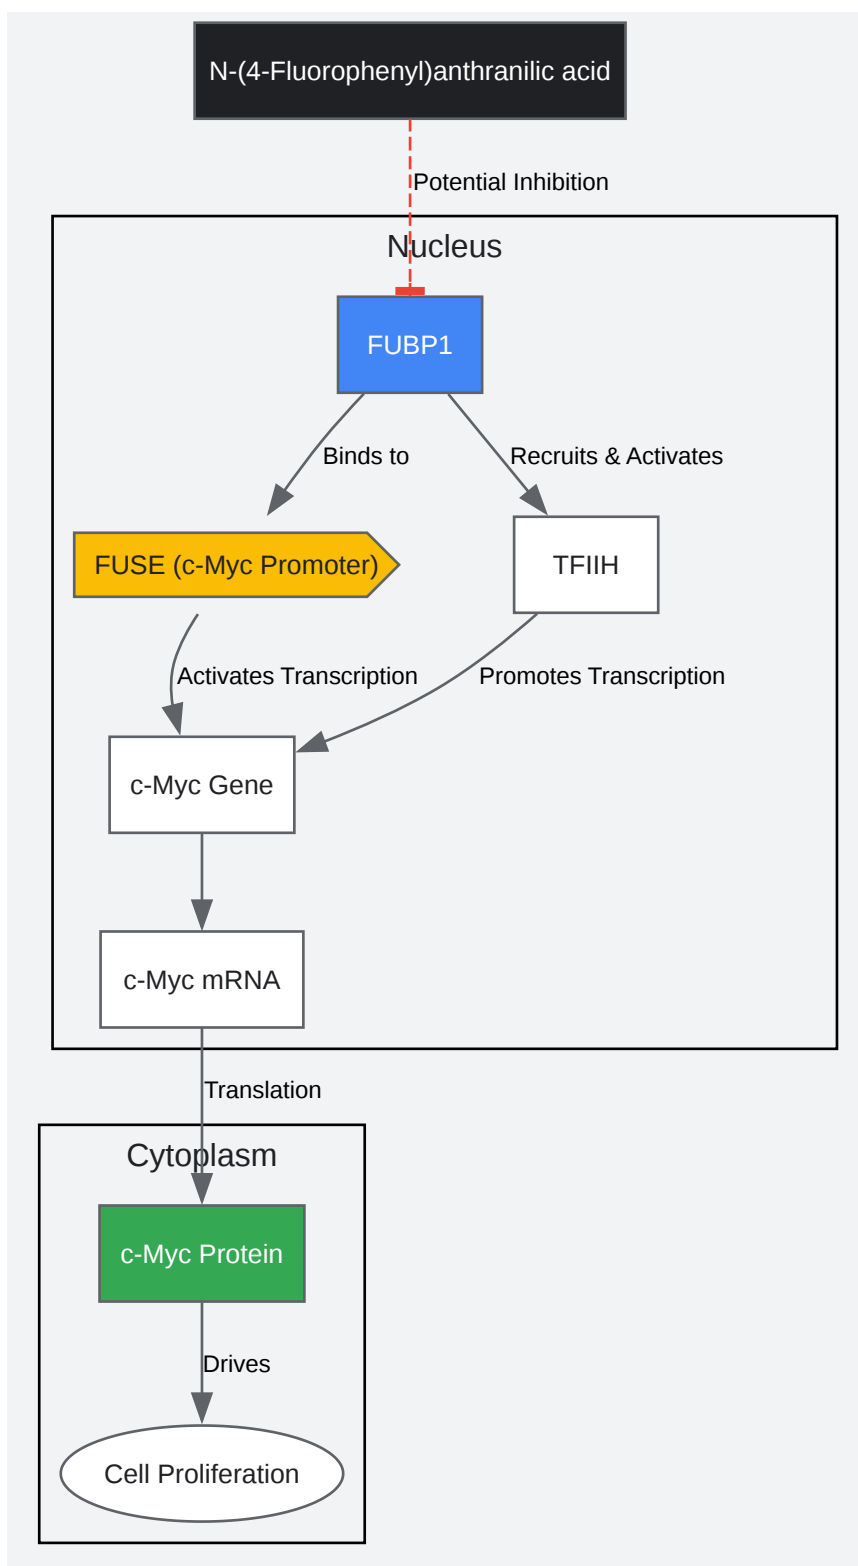 N-(4-Fluorophenyl)anthranilic acid
Potential Inhibition
Nucleus
FUBP1
Binds to
Recruits & Activates
FUSE (c-Myc Promoter)
TFIIH
Activates Transcription
Promotes Transcription
c-Myc Gene
c-Myc mRNA
Translation
Cytoplasm
c-Myc Protein
Drives
Cell Proliferation